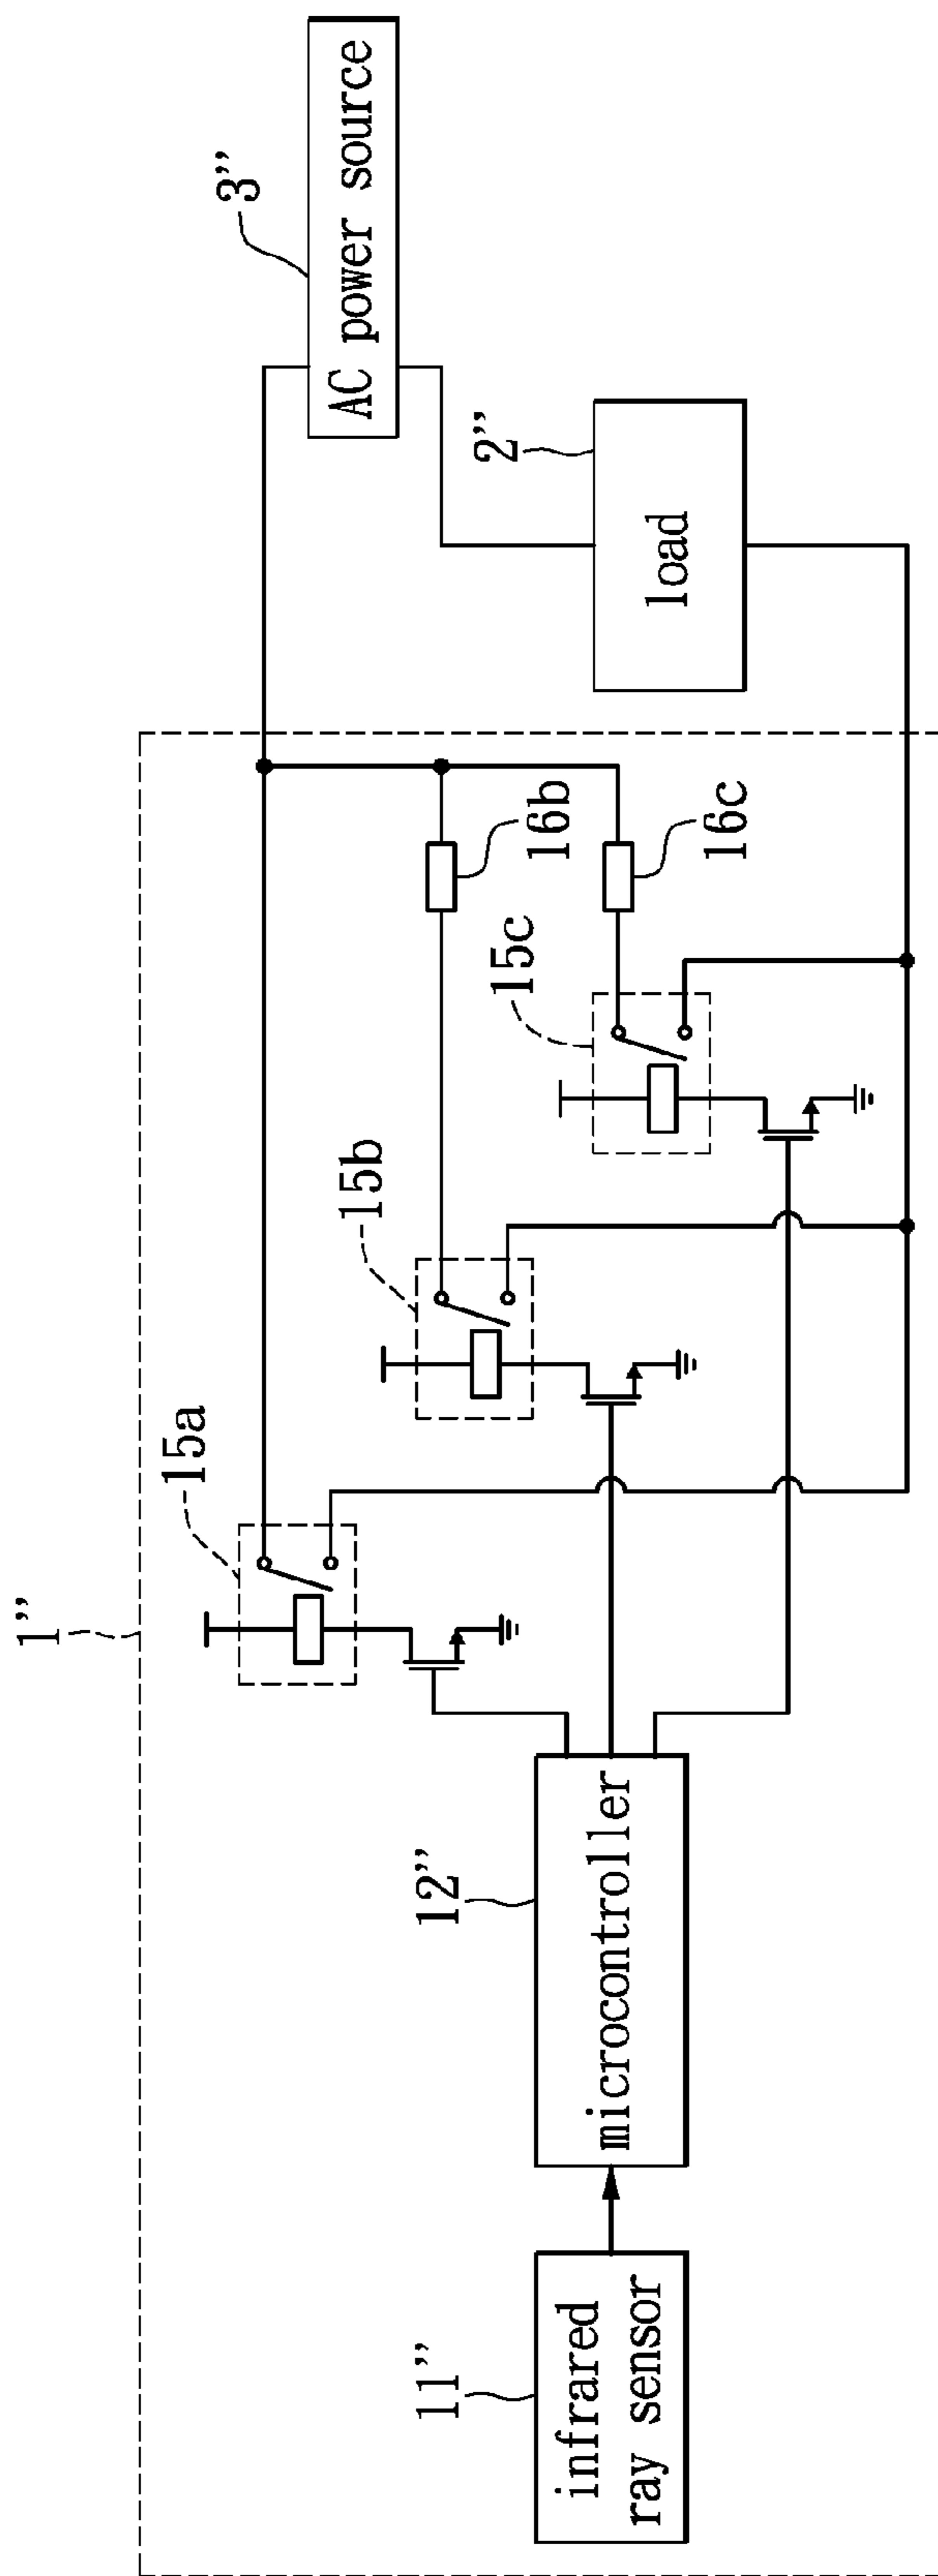 1”
15a
15b
15c
16b
16c
3”
AC power source
2”
load
12”
microcontroller
11”
infrared
ray sensor